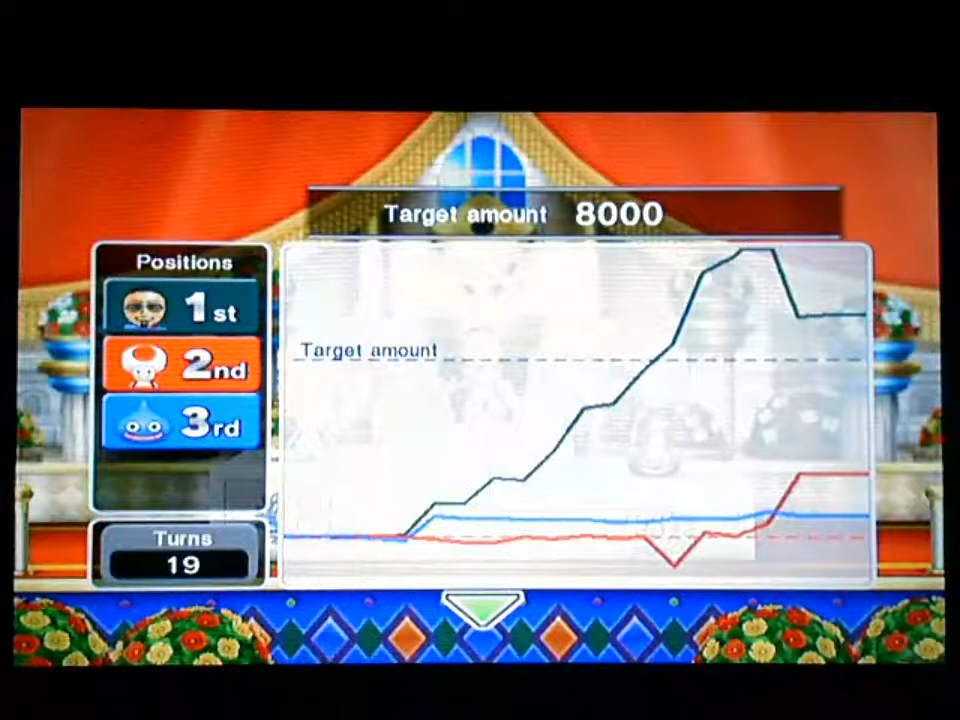 Target amount 8000
Positions
1st
2nd
3rd
Target amount
Turns
19